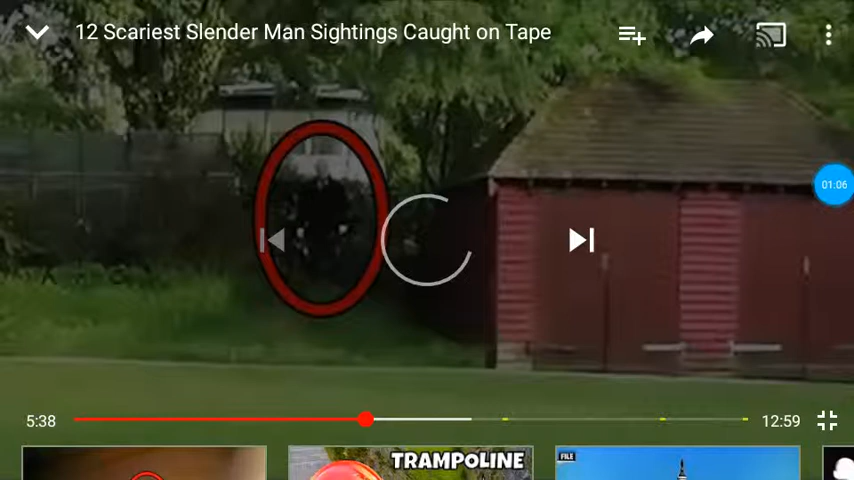 12 Scariest Slender Man Sightings Caught on Tape
01:06
5:38
12:59
TRAMPOLINE
FILE